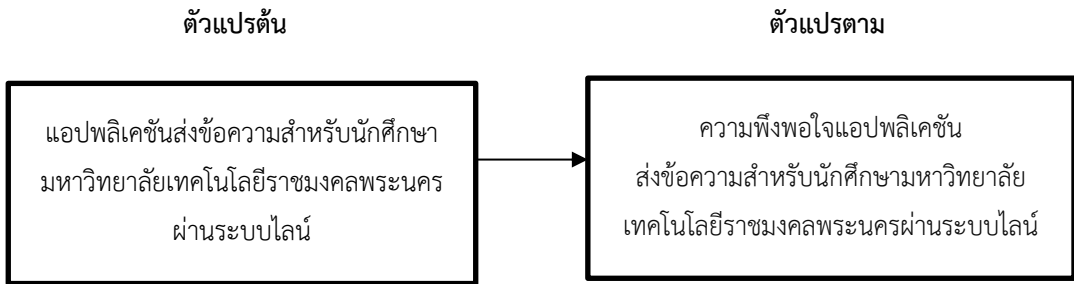 ตัวแปรต้น
ตัวแปรตาม
แอปพลิเคชันส่งข้อความสำหรับนักศึกษา
มหาวิทยาลัยเทคโนโลยีราชมงคลพระนคร
ผ่านระบบไลน์
ความพึงพอใจแอปพลิเคชัน
ส่งข้อความสำหรับนักศึกษามหาวิทยาลัย
เทคโนโลยีราชมงคลพระนครผ่านระบบไลน์